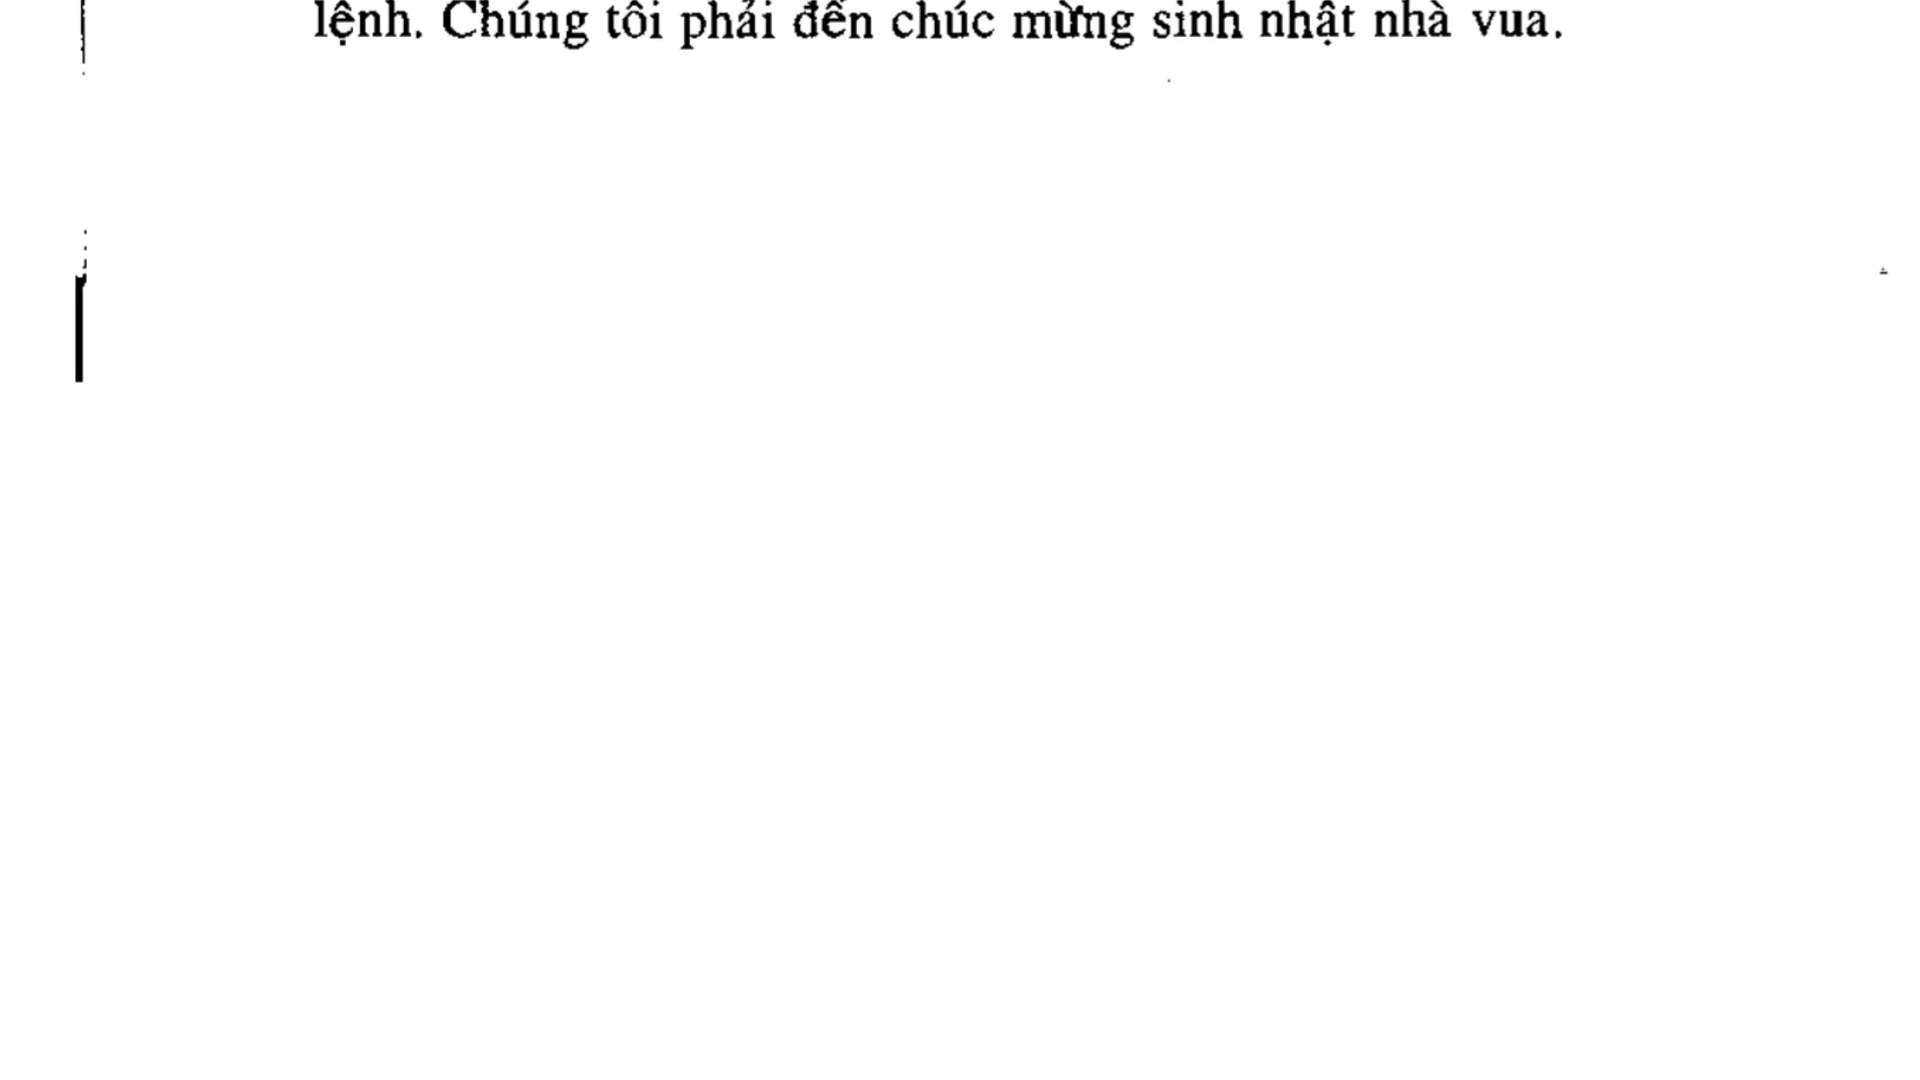 lệnh. Chúng tôi phải đến chúc mừng sinh nhật nhà vua.